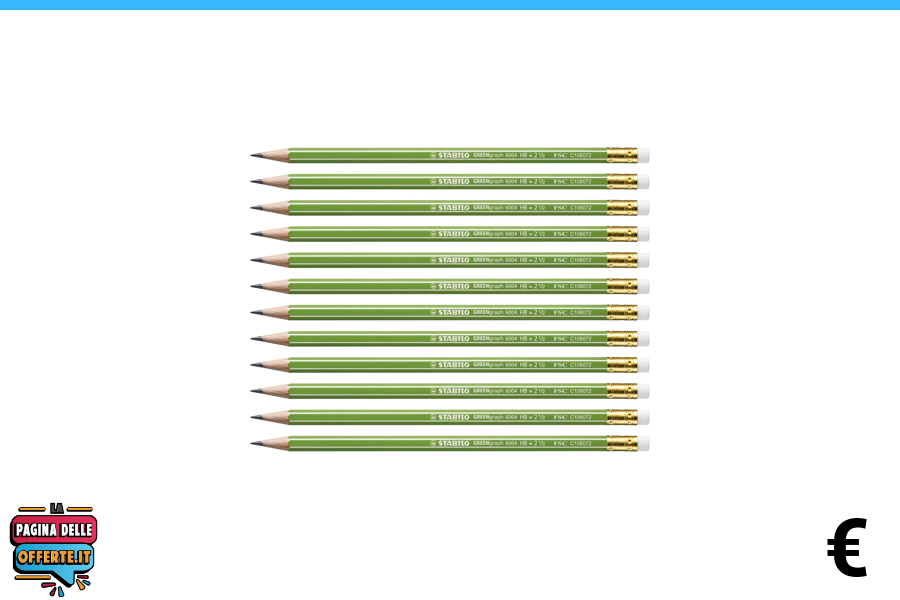 STABILO GREENgraph 6004 HB = 2 ½ FSC C106072
STABILO GREENgraph 6004 HB = 2 ½ FSC C106072
STABILO GREENgraph 6004 HB = 2 ½ FSC C106072
STABILO GREENgraph 6004 HB = 2 ½ FSC C106072
STABILO GREENgraph 6004 HB = 2 ½ FSC C106072
STABILO GREENgraph 6004 HB = 2 ½ FSC C106072
STABILO GREENgraph 6004 HB = 2 ½ FSC C106072
STABILO GREENgraph 6004 HB = 2 ½ FSC C106072
STABILO GREENgraph 6004 HB = 2 ½ FSC C106072
STABILO GREENgraph 6004 HB = 2 ½ FSC C106072
STABILO GREENgraph 6004 HB = 2 ½ FSC C106072
STABILO GREENgraph 6004 HB = 2 ½ FSC C106072
LA
PAGINA DELLE
OFFERTE.IT
€